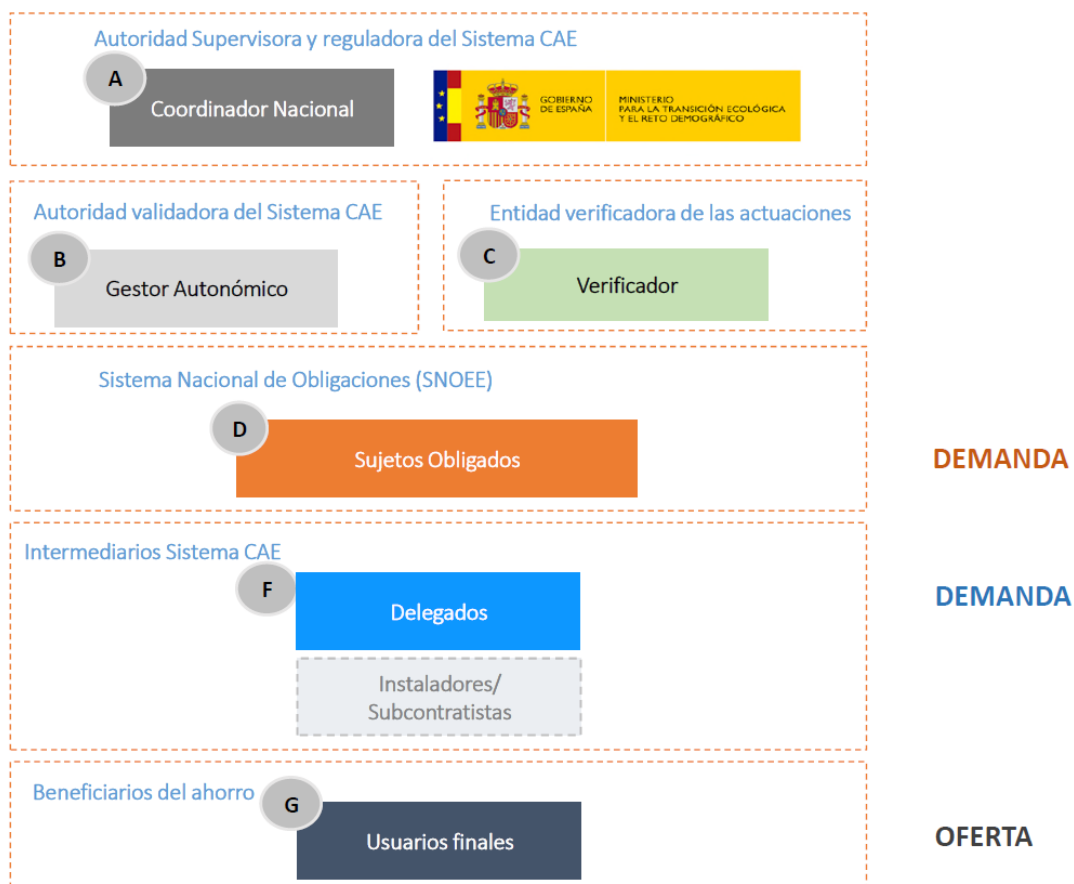 Autoridad Supervisora y reguladora del Sistema CAE
A
Coordinador Nacional
GOBIERNO
DE ESPAÑA
MINISTERIO
PARA LA TRANSICIÓN ECOLÓGICA
Y EL RETO DEMOGRÁFICO
Autoridad validadora del Sistema CAE
B
Gestor Autonómico
Entidad verificadora de las actuaciones
C
Verificador
Sistema Nacional de Obligaciones (SNOEE)
D
Sujetos Obligados
DEMANDA
Intermediarios Sistema CAE
F
Delegados
DEMANDA
Instaladores/
Subcontratistas
Beneficiarios del ahorro
G
Usuarios finales
OFERTA